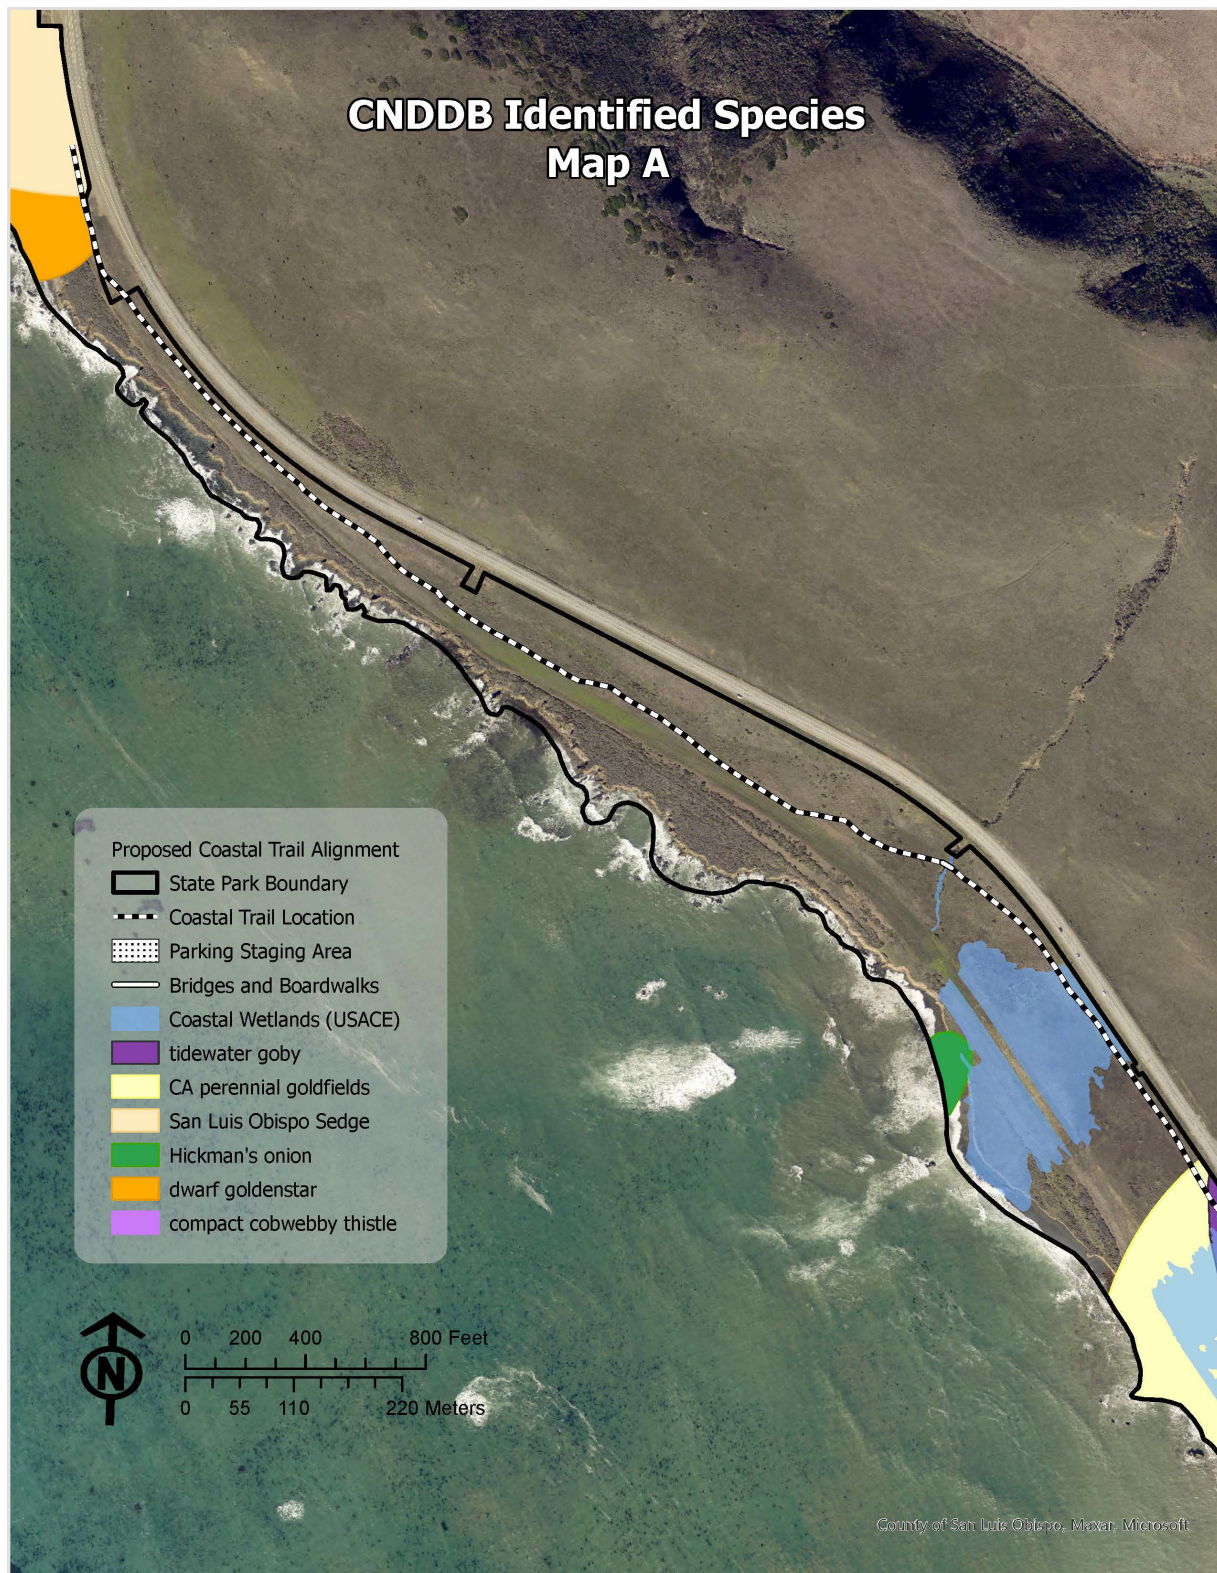 CNDDB Identified Species
Map A
Proposed Coastal Trail Alignment
State Park Boundary
Coastal Trail Location
Parking Staging Area
Bridges and Boardwalks
Coastal Wetlands (USACE)
tidewater goby
CA perennial goldfields
San Luis Obispo Sedge
Hickman's onion
dwarf goldenstar
compact cobwebby thistle
N
0 200 400 800 Feet
0 55 110 220 Meters
County of San Luis Obispo, Maxar, Microsoft